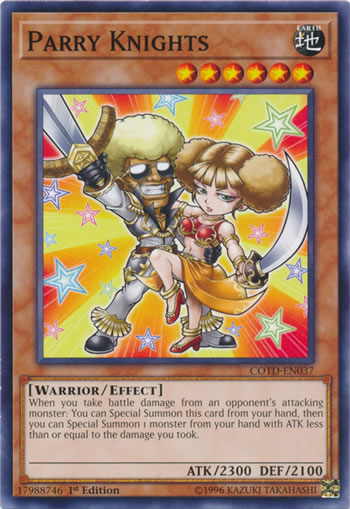 PARRY KNIGHTS
EARTH
地
COTD-EN037
[WARRIOR/EFFECT]
When you take battle damage from an opponent's attacking
monster: You can Special Summon this card from your hand, then
you can Special Summon 1 monster from your hand with ATK less
than or equal to the damage you took.
ATK/2300 DEF/2100
17988746 1st Edition ©1996 KAZUKI TAKAHASHI